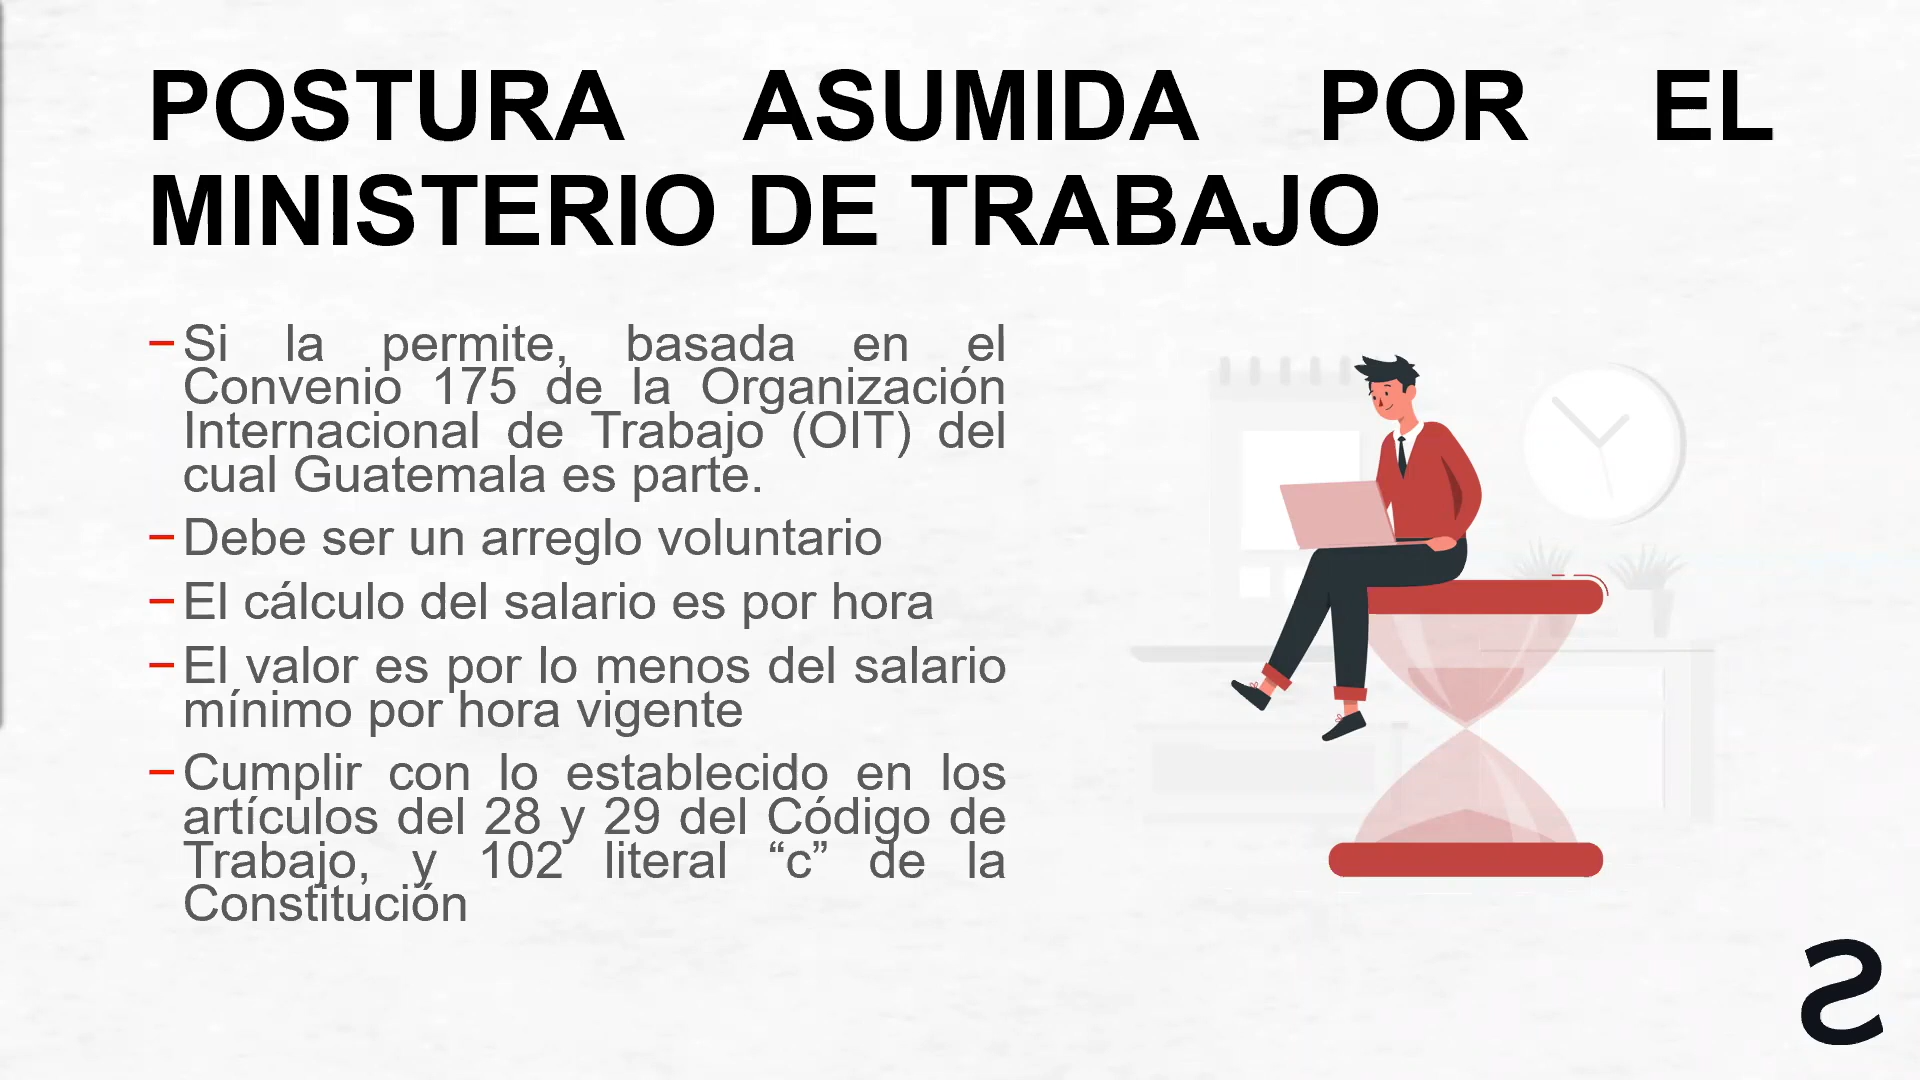 POSTURA ASUMIDA POR EL
MINISTERIO DE TRABAJO
– Si la permite, basada en el
Convenio 175 de la Organización
Internacional de Trabajo (OIT) del
cual Guatemala es parte.
– Debe ser un arreglo voluntario
– El cálculo del salario es por hora
– El valor es por lo menos del salario
mínimo por hora vigente
– Cumplir con lo establecido en los
artículos del 28 y 29 del Código de
Trabajo, y 102 literal “c” de la
Constitución